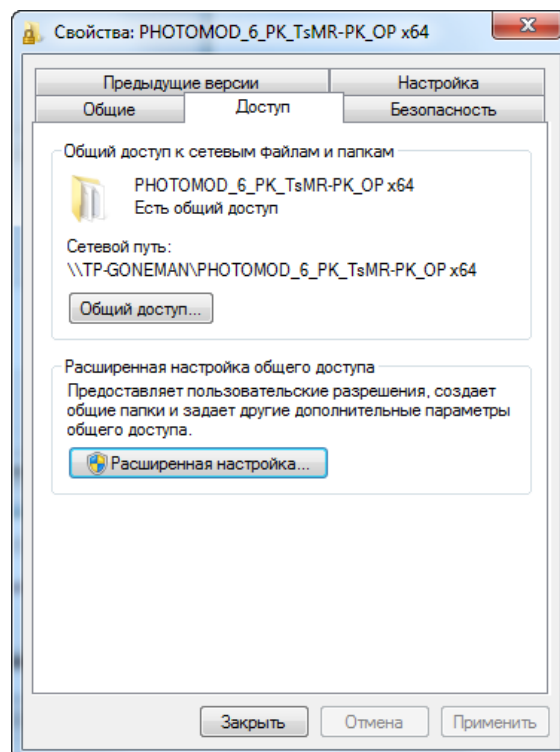 Свойства: PHOTOMOD_6_PK_TsMR-PK_OP x64
Предыдущие версии
Настройка
Общие
Доступ
Безопасность
Общий доступ к сетевым файлам и папкам
PHOTOMOD_6_PK_TsMR-PK_OP x64
Есть общий доступ
Сетевой путь:
\\TP-GONEMAN\PHOTOMOD_6_PK_TsMR-PK_OP x64
Общий доступ...
Расширенная настройка общего доступа
Предоставляет пользовательские разрешения, создает
общие папки и задает другие дополнительные параметры
общего доступа.
Расширенная настройка...
Закрыть
Отмена
Применить